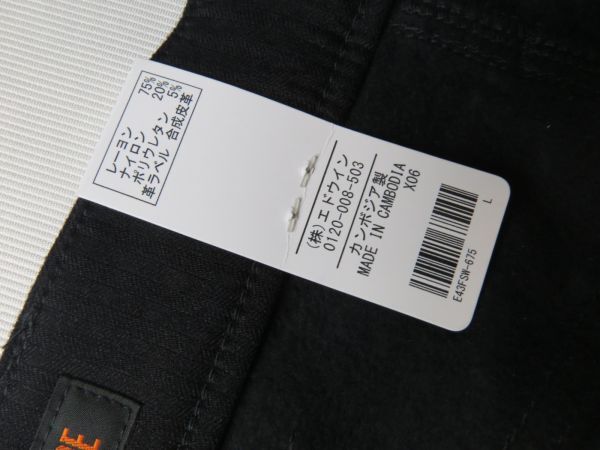 レーヨン 75%
ナイロン 20%
ポリウレタン 5%
革ラベル 合成皮革
(株)エドウィン
0120-008-503
カンボジア製
MADE IN CAMBODIA
X06
E43FSW-675
L